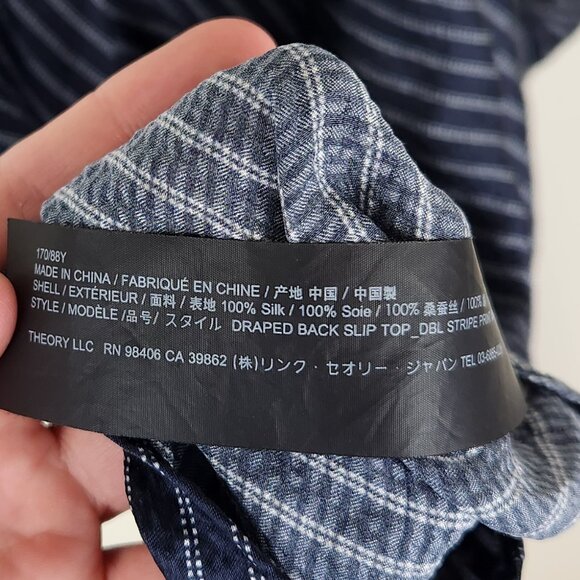 170/88Y
MADE IN CHINA / FABRIQUÉ EN CHINE / 产地 中国 / 中国製
SHELL / EXTÉRIEUR / 面料 / 表地 100% Silk / 100% Soie / 100% 桑蚕丝 / 100%
STYLE / MODÈLE /品号/ スタイル DRAPED BACK SLIP TOP_DBL STRIPE
THEORY LLC RN 98406 CA 39862 (株)リンク・セオリー・ジャパン TEL